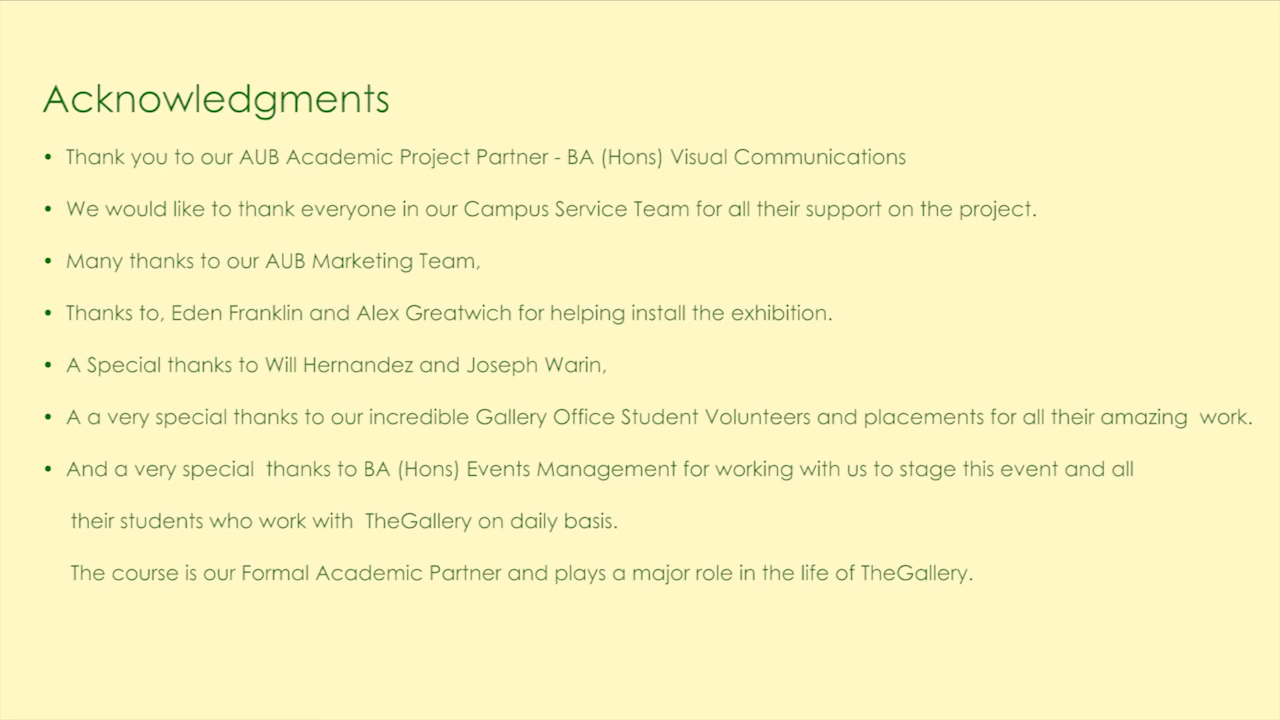 Acknowledgments
• Thank you to our AUB Academic Project Partner - BA (Hons) Visual Communications
• We would like to thank everyone in our Campus Service Team for all their support on the project.
• Many thanks to our AUB Marketing Team,
• Thanks to, Eden Franklin and Alex Greatwich for helping install the exhibition.
• A Special thanks to Will Hernandez and Joseph Warin,
• A a very special thanks to our incredible Gallery Office Student Volunteers and placements for all their amazing  work.
• And a very special  thanks to BA (Hons) Events Management for working with us to stage this event and all
their students who work with  TheGallery on daily basis.
The course is our Formal Academic Partner and plays a major role in the life of TheGallery.